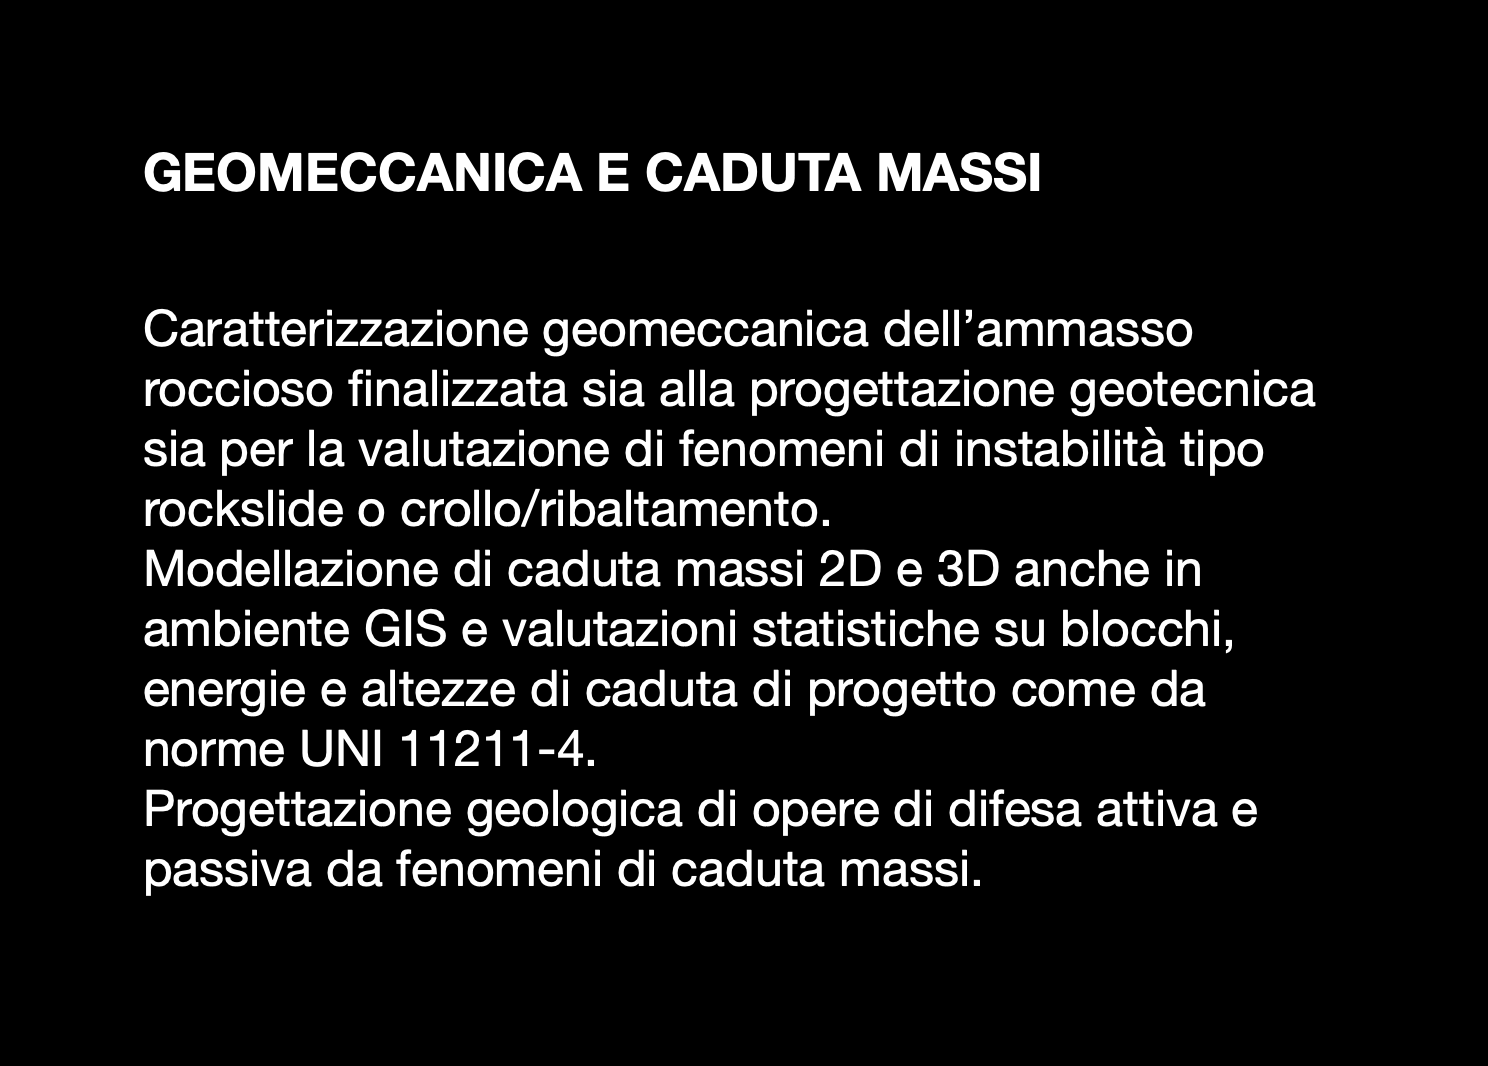 GEOMECCANICA E CADUTA MASSI
Caratterizzazione geomeccanica dell’ammasso
roccioso finalizzata sia alla progettazione geotecnica
sia per la valutazione di fenomeni di instabilità tipo
rockslide o crollo/ribaltamento.
Modellazione di caduta massi 2D e 3D anche in
ambiente GIS e valutazioni statistiche su blocchi,
energie e altezze di caduta di progetto come da
norme UNI 11211-4.
Progettazione geologica di opere di difesa attiva e
passiva da fenomeni di caduta massi.